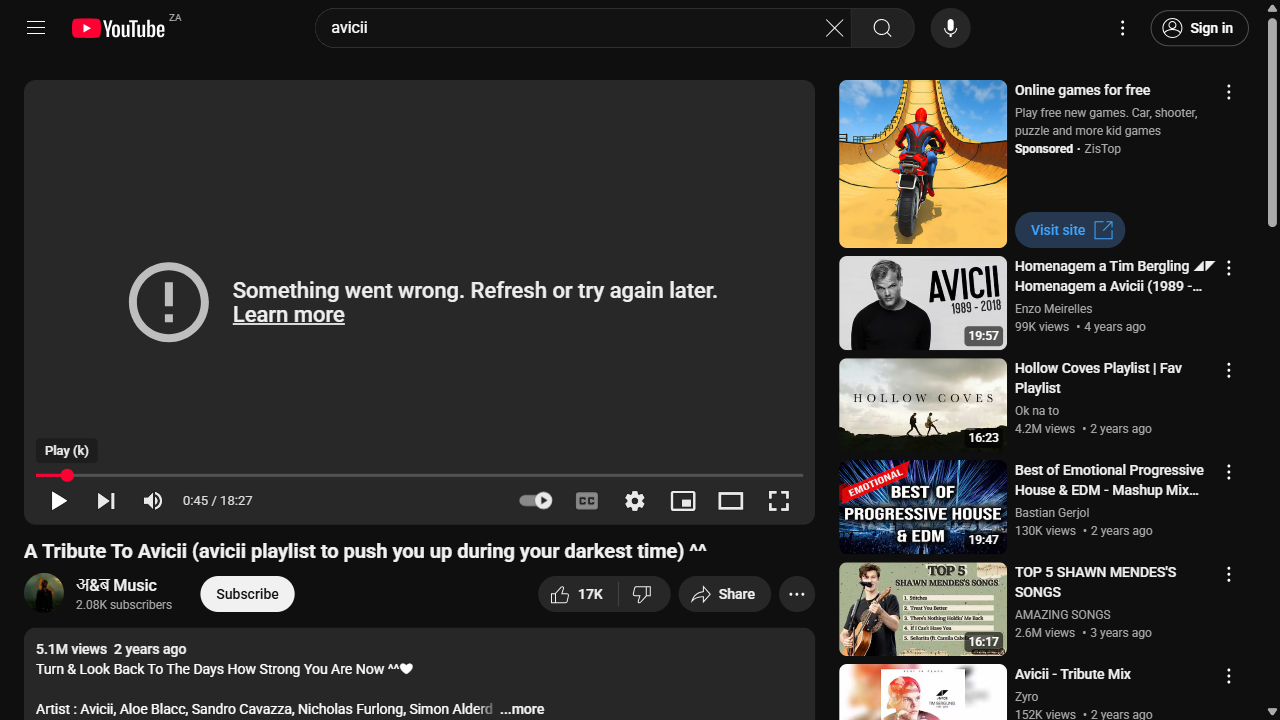 YouTube ZA
avicii
Sign in
Something went wrong. Refresh or try again later.
Learn more
Play (k)
0:45 / 18:27
CC
A Tribute To Avicii (avicii playlist to push you up during your darkest time) ^^
अ&ब Music
2.08K subscribers
Subscribe
17K
Share
5.1M views 2 years ago
Turn & Look Back To The Days How Strong You Are Now ^^🖤
Artist : Avicii, Aloe Blacc, Sandro Cavazza, Nicholas Furlong, Simon Alderd ...more
Online games for free
Play free new games. Car, shooter,
puzzle and more kid games
Sponsored · ZisTop
Visit site
AVICII
1989 - 2018
19:57
Homenagem a Tim Bergling ◢◤
Homenagem a Avicii (1989 -...
Enzo Meirelles
99K views • 4 years ago
HOLLOW COVES
16:23
Hollow Coves Playlist | Fav
Playlist
Ok na to
4.2M views • 2 years ago
EMOTIONAL
BEST OF
PROGRESSIVE HOUSE
& EDM
19:47
Best of Emotional Progressive
House & EDM - Mashup Mix...
Bastian Gerjol
130K views • 2 years ago
TOP 5
SHAWN MENDES'S
SONGS
1. Stitches
2. Treat You Better
3. There's Nothing Holdin' Me Back
4. If I Can't Have You
5. Señorita (ft. Camila Cabe
16:17
TOP 5 SHAWN MENDES'S
SONGS
AMAZING SONGS
2.6M views • 3 years ago
Avicii - Tribute Mix
Zyro
152K views • 2 years ago